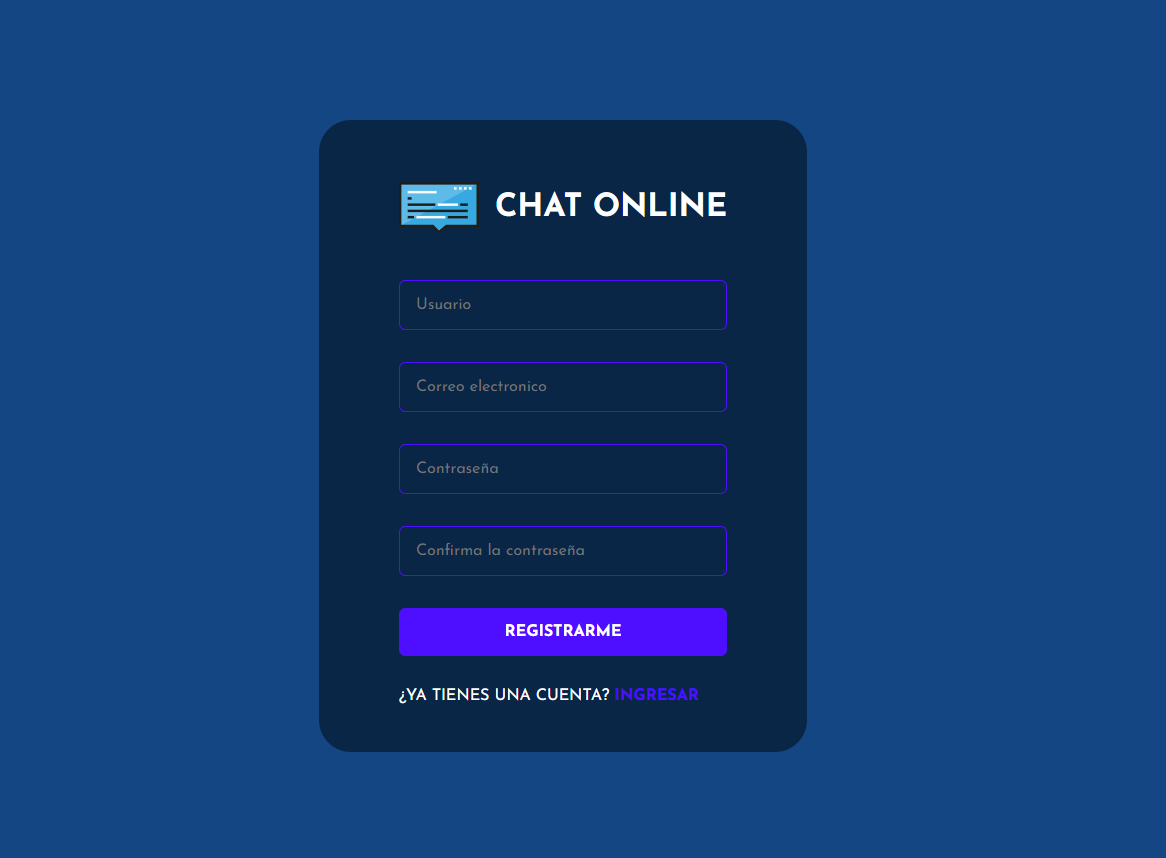 CHAT ONLINE
Usuario
Correo electronico
Contraseña
Confirma la contraseña
REGISTRARME
¿YA TIENES UNA CUENTA? INGRESAR